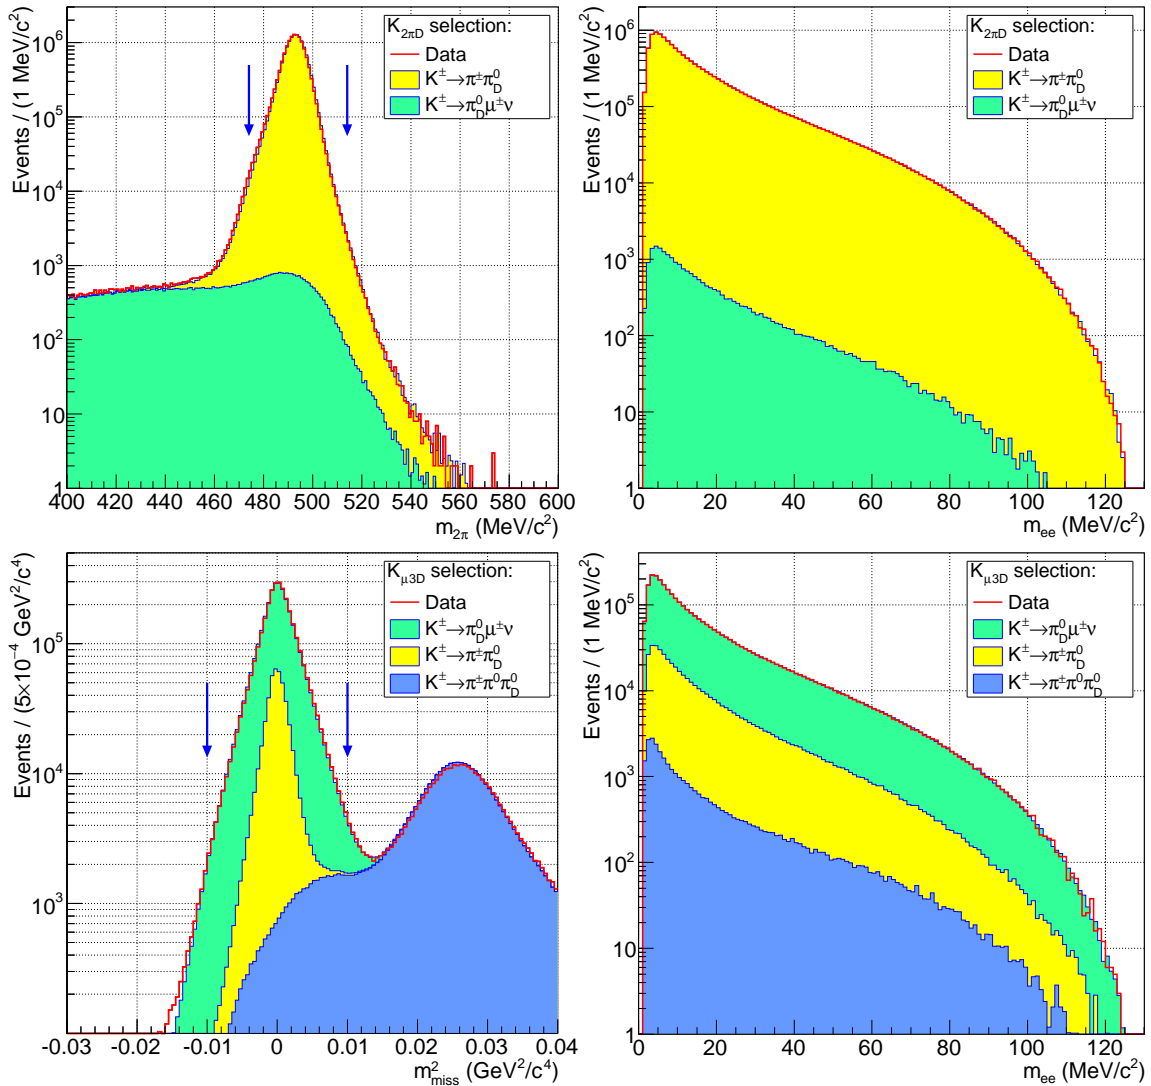 Events / (1 MeV/c²)
10⁶
10⁵
10⁴
10³
10²
10
1
K₂πD selection:
Data
K±→π±π⁰D
K±→π⁰Dμ±ν
400 420 440 460 480 500 520 540 560 580 600
m₂π (MeV/c²)
Events / (1 MeV/c²)
10⁶
10⁵
10⁴
10³
10²
10
1
K₂πD selection:
Data
K±→π±π⁰D
K±→π⁰Dμ±ν
0 20 40 60 80 100 120
mee (MeV/c²)
Events / (5×10⁻⁴ GeV²/c⁴)
10⁵
10⁴
10³
Kμ3D selection:
Data
K±→π⁰Dμ±ν
K±→π±π⁰D
K±→π±π⁰π⁰D
-0.03 -0.02 -0.01 0 0.01 0.02 0.03 0.04
m²miss (GeV²/c⁴)
Events / (1 MeV/c²)
10⁵
10⁴
10³
10²
10
1
Kμ3D selection:
Data
K±→π⁰Dμ±ν
K±→π±π⁰D
K±→π±π⁰π⁰D
0 20 40 60 80 100 120
mee (MeV/c²)